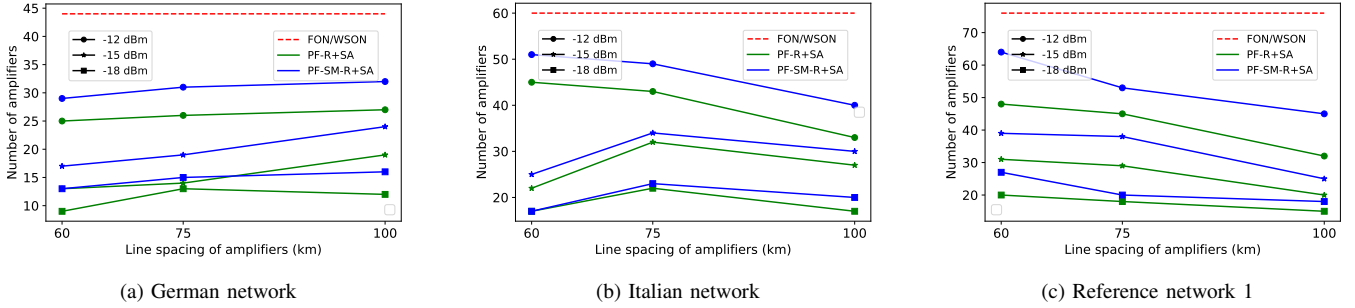 Number of amplifiers
45
40
35
30
25
20
15
10
60
75
100
Line spacing of amplifiers (km)
-12 dBm
-15 dBm
-18 dBm
FON/WSON
PF-R+SA
PF-SM-R+SA
(a) German network
Number of amplifiers
60
50
40
30
20
60
75
100
Line spacing of amplifiers (km)
-12 dBm
-15 dBm
-18 dBm
FON/WSON
PF-R+SA
PF-SM-R+SA
(b) Italian network
Number of amplifiers
70
60
50
40
30
20
60
75
100
Line spacing of amplifiers (km)
-12 dBm
-15 dBm
-18 dBm
FON/WSON
PF-R+SA
PF-SM-R+SA
(c) Reference network 1